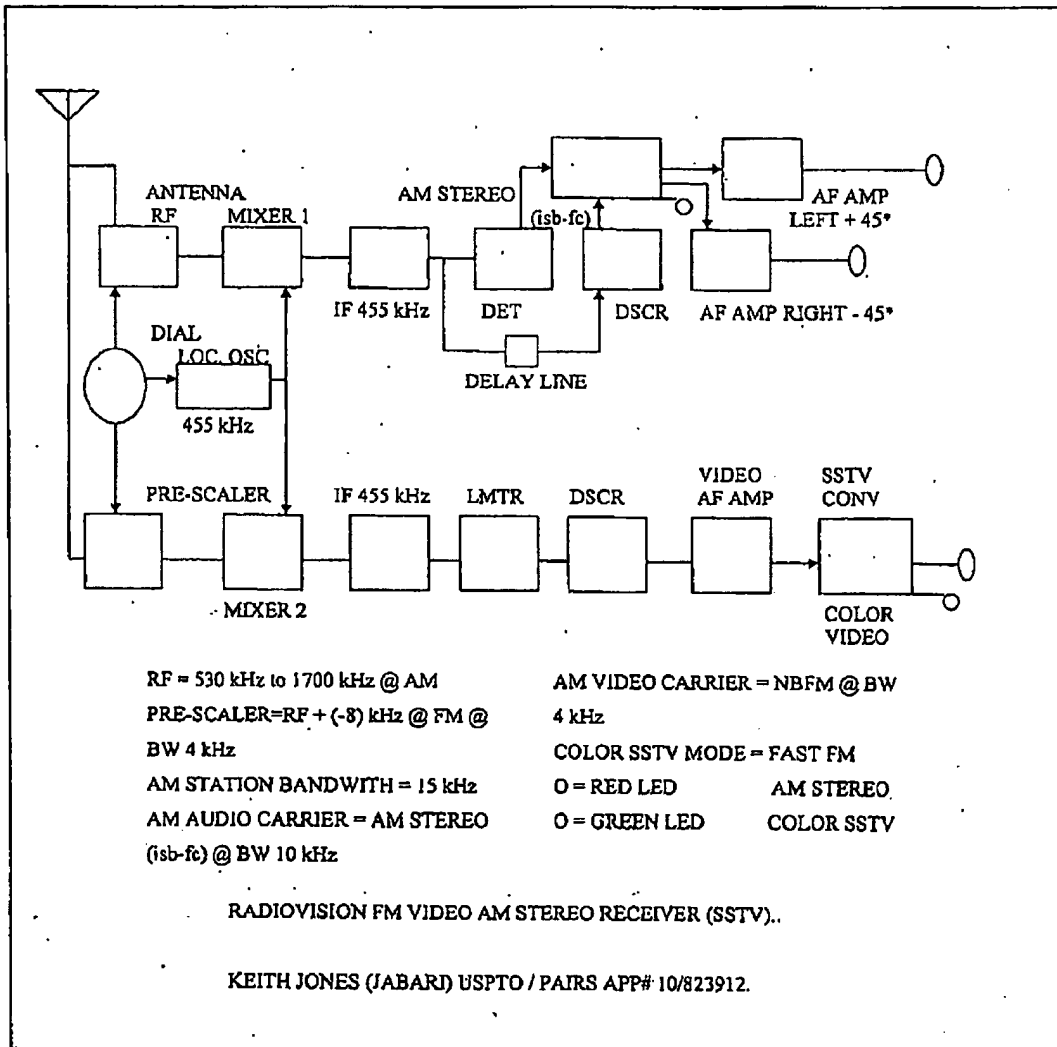 ANTENNA
RF
MIXER 1
AM STEREO
(isb-fc)
AF AMP
LEFT + 45°
IF 455 kHz
DET
DSCR
AF AMP RIGHT - 45°
DIAL
LOC. OSC
DELAY LINE
455 kHz
PRE-SCALER
IF 455 kHz
LMTR
DSCR
VIDEO
AF AMP
SSTV
CONV
MIXER 2
COLOR
VIDEO
RF = 530 kHz to 1700 kHz @ AM
PRE-SCALER=RF + (-8) kHz @ FM @
BW 4 kHz
AM STATION BANDWITH = 15 kHz
AM AUDIO CARRIER = AM STEREO
(isb-fc) @ BW 10 kHz
AM VIDEO CARRIER = NBFM @ BW
4 kHz
COLOR SSTV MODE = FAST FM
O = RED LED AM STEREO
O = GREEN LED COLOR SSTV
RADIOVISION FM VIDEO AM STEREO RECEIVER (SSTV)..
KEITH JONES (JABARI) USPTO / PAIRS APP# 10/823912.